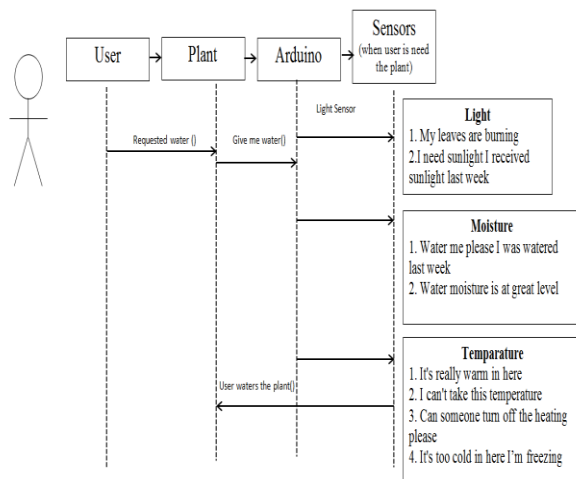 User
Plant
Arduino
Sensors
(when user is need
the plant)
Light Sensor
Requested water ()
Give me water()
Light
1. My leaves are burning
2.I need sunlight I received
sunlight last week
Moisture
1. Water me please I was watered
last week
2. Water moisture is at great level
Temparature
1. It's really warm in here
2. I can't take this temperature
3. Can someone turn off the heating
please
4. It's too cold in here I'm freezing
User waters the plant()